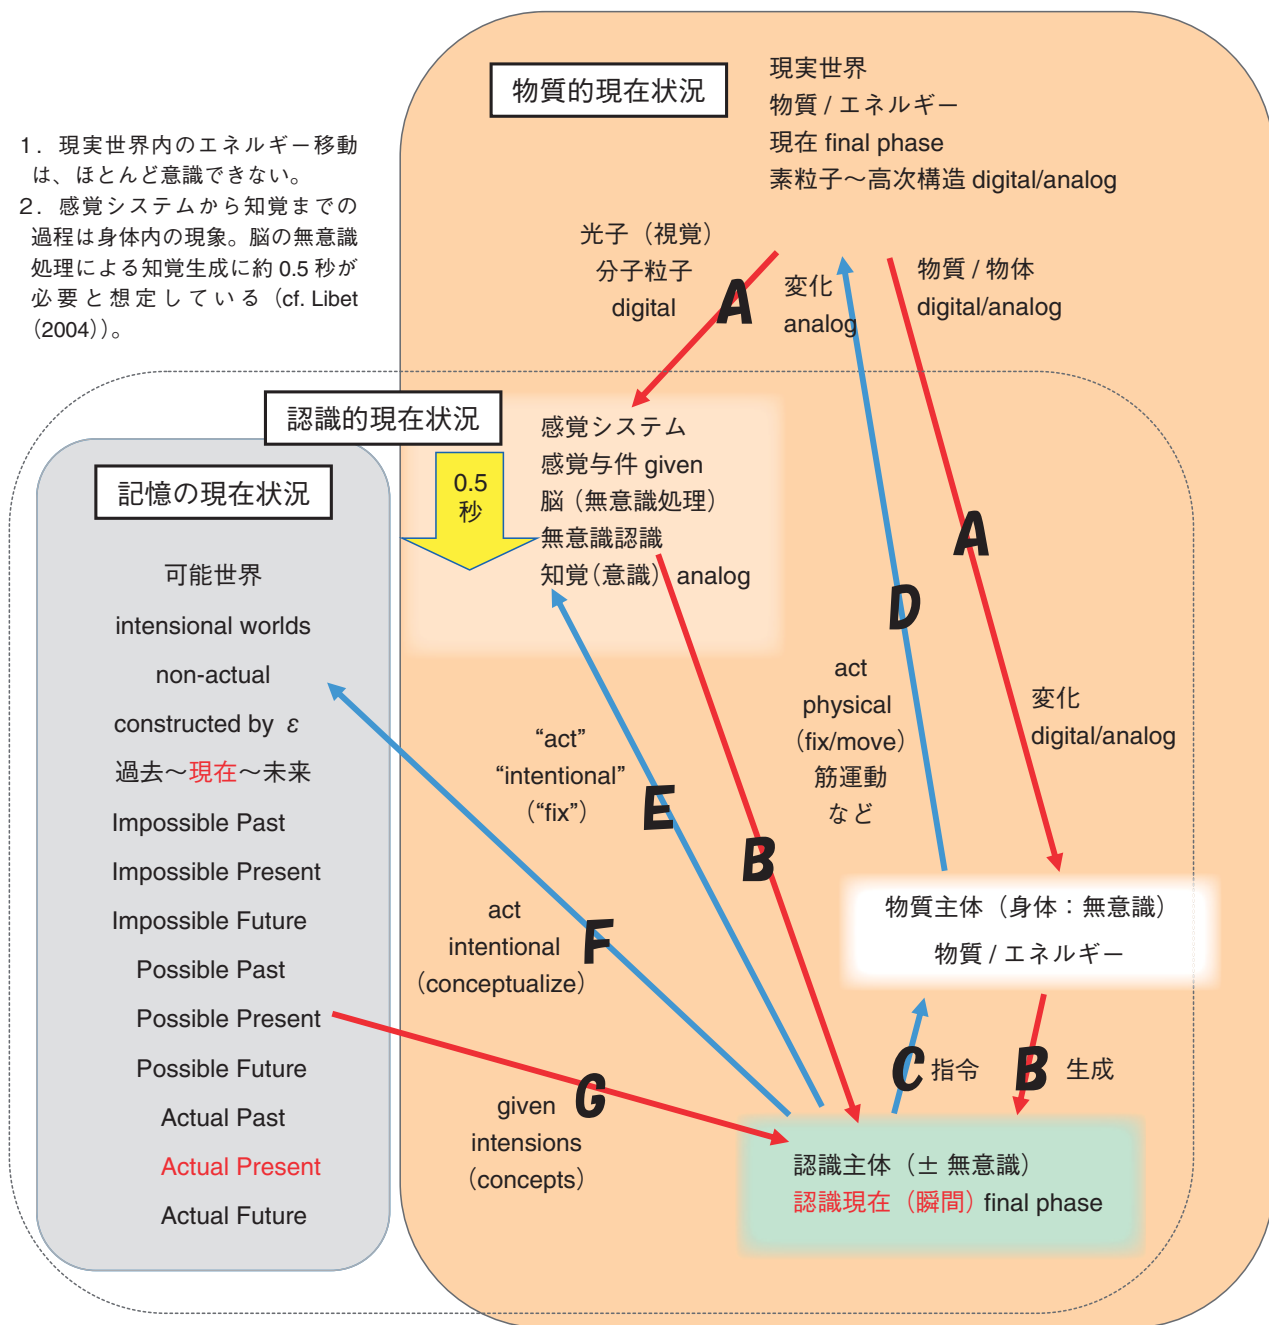 物質的現在状況
現実世界
物質 / エネルギー
現在 final phase
素粒子～高次構造 digital/analog
1．現実世界内のエネルギー移動
は、ほとんど意識できない。
2．感覚システムから知覚までの
過程は身体内の現象。脳の無意識
処理による知覚生成に約 0.5 秒が
必要と想定している（cf. Libet
(2004)）。
光子（視覚）
分子粒子
digital
A
変化
analog
物質 / 物体
digital/analog
認識的現在状況
0.5
秒
感覚システム
感覚与件 given
脳（無意識処理）
無意識認識
知覚（意識） analog
A
D
記憶の現在状況
可能世界
intensional worlds
non-actual
constructed by ε
過去～現在～未来
Impossible Past
Impossible Present
Impossible Future
Possible Past
Possible Present
Possible Future
Actual Past
Actual Present
Actual Future
“act”
“intentional”
(“fix”)
E
B
act
physical
(fix/move)
筋運動
など
変化
digital/analog
act
intentional
(conceptualize)
F
物質主体（身体：無意識）
物質 / エネルギー
C
指令
B
生成
G
given
intensions
(concepts)
認識主体（± 無意識）
認識現在（瞬間）final phase